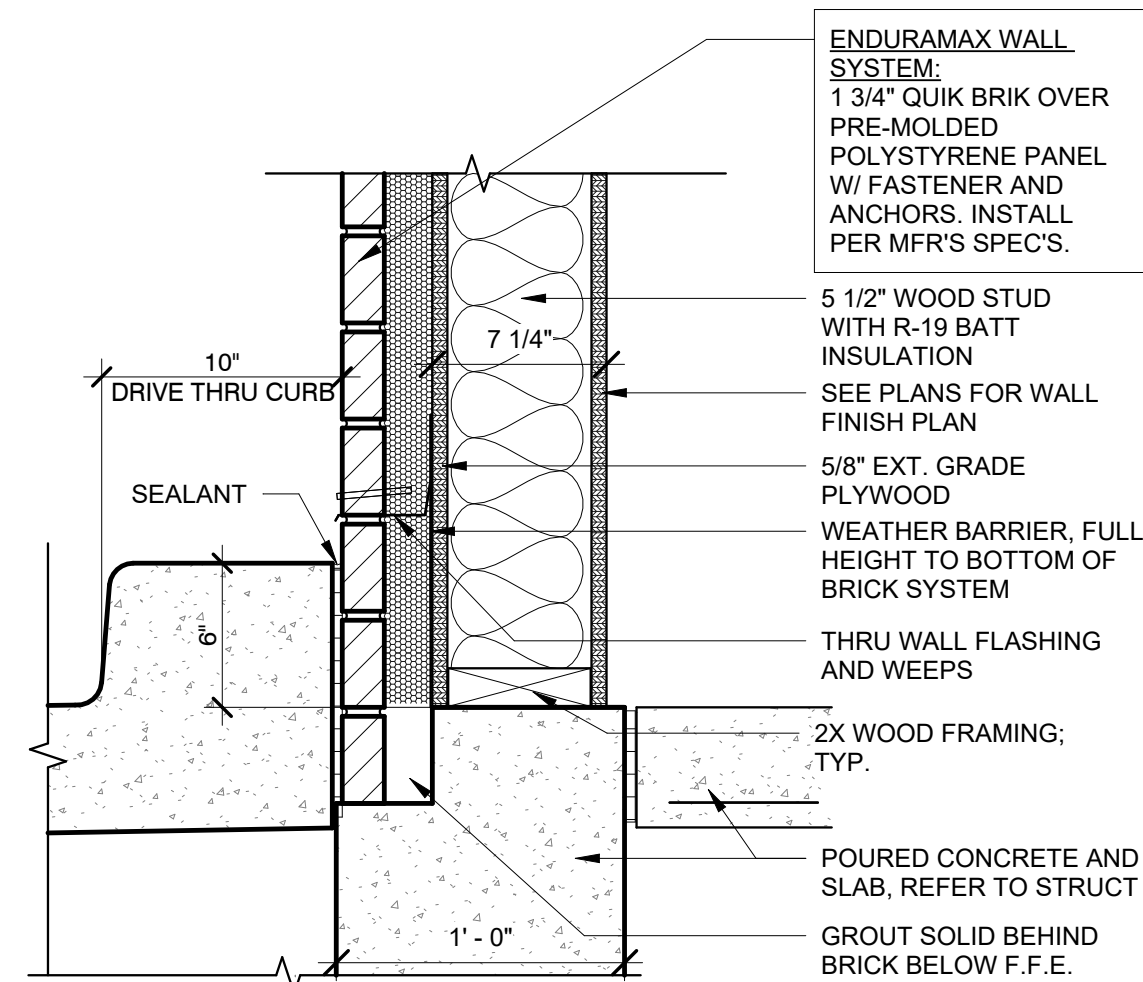 ENDURAMAX WALL
SYSTEM:
1 3/4" QUIK BRIK OVER
PRE-MOLDED
POLYSTYRENE PANEL
W/ FASTENER AND
ANCHORS. INSTALL
PER MFR'S SPEC'S.
5 1/2" WOOD STUD
WITH R-19 BATT
INSULATION
7 1/4"
10"
DRIVE THRU CURB
SEE PLANS FOR WALL
FINISH PLAN
5/8" EXT. GRADE
PLYWOOD
SEALANT
WEATHER BARRIER, FULL
HEIGHT TO BOTTOM OF
BRICK SYSTEM
6"
THRU WALL FLASHING
AND WEEPS
2X WOOD FRAMING;
TYP.
POURED CONCRETE AND
SLAB, REFER TO STRUCT
1' - 0"
GROUT SOLID BEHIND
BRICK BELOW F.F.E.